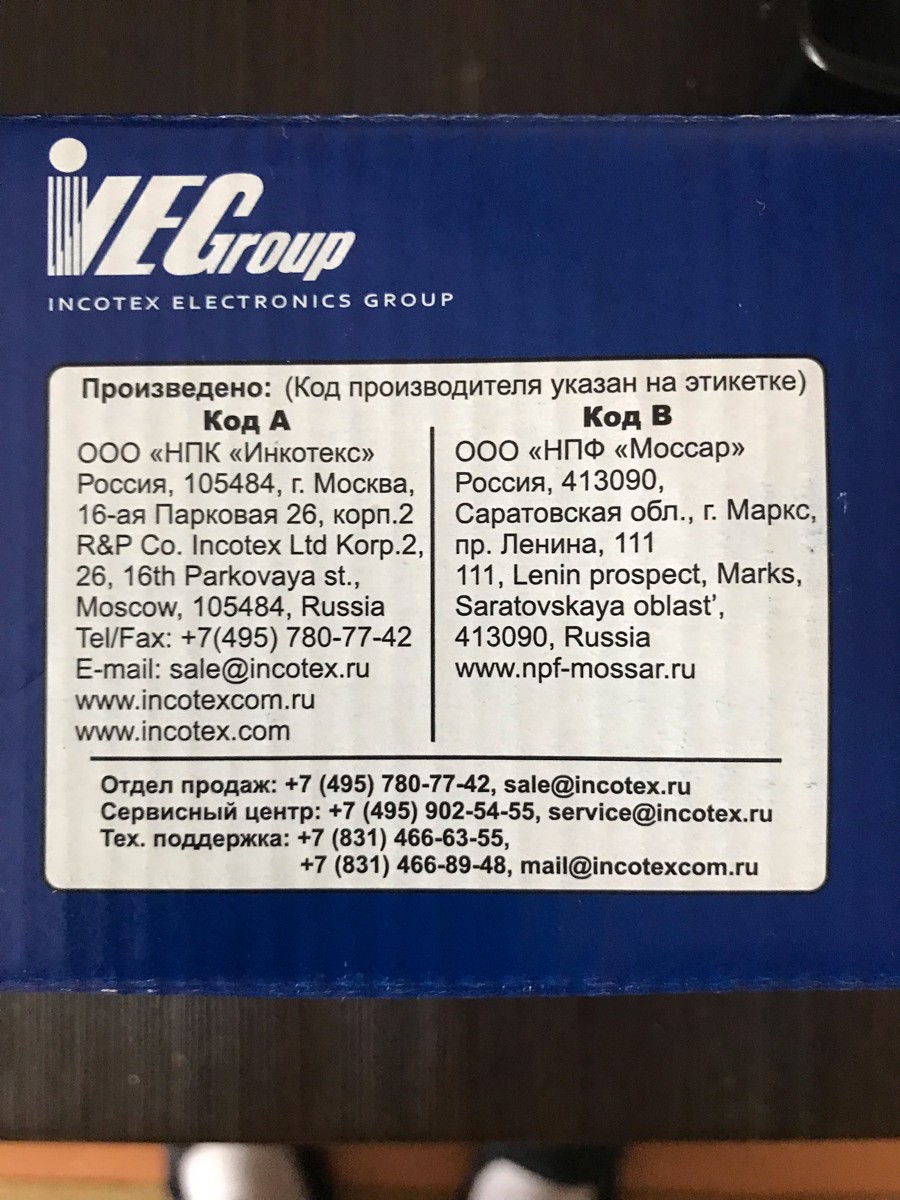 iEGroup
INCOTEX ELECTRONICS GROUP
Произведено: (Код производителя указан на этикетке)
Код А
ООО «НПК «Инкотекс»
Россия, 105484, г. Москва,
16-ая Парковая 26, корп.2
R&P Co. Incotex Ltd Korp.2,
26, 16th Parkovaya st.,
Moscow, 105484, Russia
Tel/Fax: +7(495) 780-77-42
E-mail: sale@incotex.ru
www.incotexcom.ru
www.incotex.com
Код В
ООО «НПФ «Моссар»
Россия, 413090,
Саратовская обл., г. Маркс,
пр. Ленина, 111
111, Lenin prospect, Marks,
Saratovskaya oblast’,
413090, Russia
www.npf-mossar.ru
Отдел продаж: +7 (495) 780-77-42, sale@incotex.ru
Сервисный центр: +7 (495) 902-54-55, service@incotex.ru
Тех. поддержка: +7 (831) 466-63-55,
+7 (831) 466-89-48, mail@incotexcom.ru